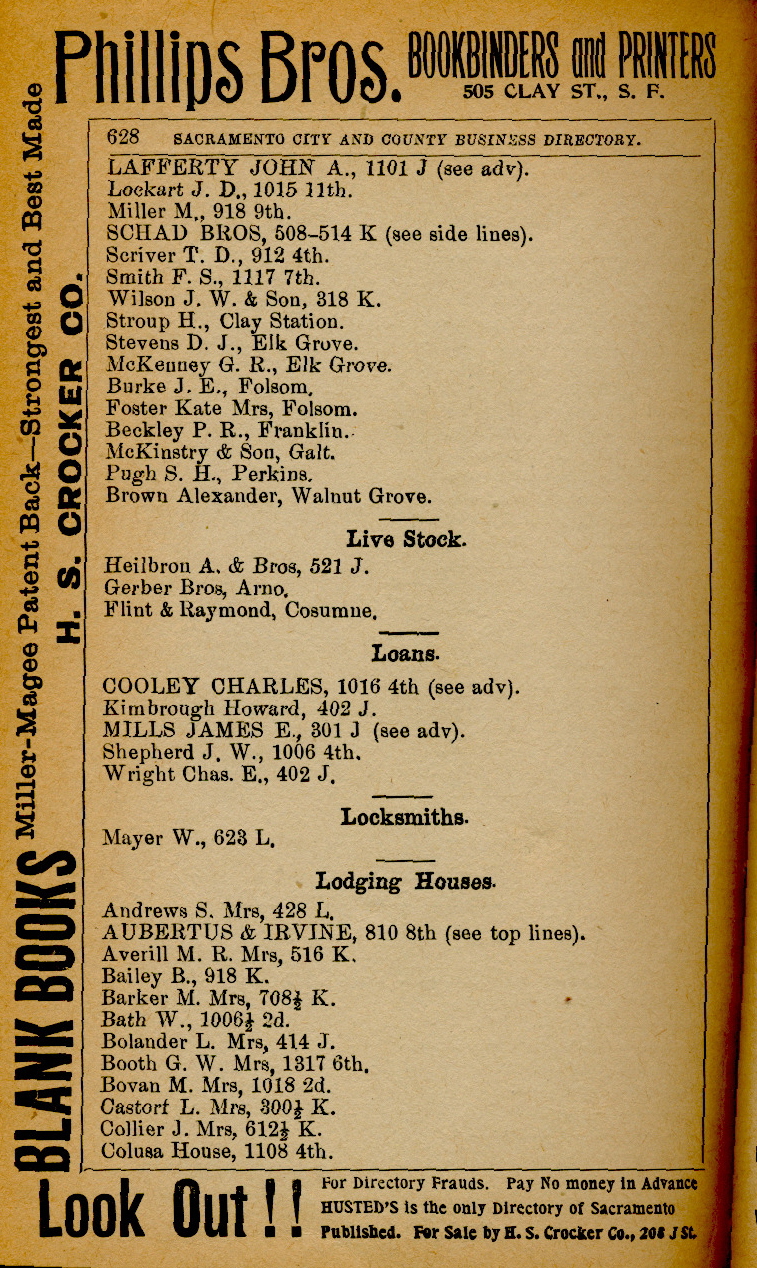 Phillips Bros. BOOKBINDERS and PRINTERS
505 CLAY ST., S. F.
628 SACRAMENTO CITY AND COUNTY BUSINESS DIRECTORY.
LAFFERTY JOHN A., 1101 J (see adv).
Lockart J. D., 1015 11th.
Miller M., 918 9th.
SCHAD BROS, 508-514 K (see side lines).
Scriver T. D., 912 4th.
Smith F. S., 1117 7th.
Wilson J. W. & Son, 318 K.
Stroup H., Clay Station.
Stevens D. J., Elk Grove.
McKenney G. R., Elk Grove.
Burke J. E., Folsom.
Foster Kate Mrs, Folsom.
Beckley P. R., Franklin.
McKinstry & Son, Galt.
Pugh S. H., Perkins.
Brown Alexander, Walnut Grove.
Live Stock.
Heilbron A. & Bros, 521 J.
Gerber Bros, Arno.
Flint & Raymond, Cosumne.
Loans.
COOLEY CHARLES, 1016 4th (see adv).
Kimbrough Howard, 402 J.
MILLS JAMES E., 301 J (see adv).
Shepherd J. W., 1006 4th.
Wright Chas. E., 402 J.
Locksmiths.
Mayer W., 623 L.
Lodging Houses.
Andrews S. Mrs, 428 L.
AUBERTUS & IRVINE, 810 8th (see top lines).
Averill M. R. Mrs, 516 K.
Bailey B., 918 K.
Barker M. Mrs, 708½ K.
Bath W., 1006½ 2d.
Bolander L. Mrs, 414 J.
Booth G. W. Mrs, 1317 6th.
Bovan M. Mrs, 1018 2d.
Castorf L. Mrs, 300½ K.
Collier J. Mrs, 612½ K.
Colusa House, 1108 4th.
BLANK BOOKS Miller-Magee Patent Back—Strongest and Best Made
H. S. CROCKER CO.
Look Out!! For Directory Frauds. Pay No money in Advance
HUSTED'S is the only Directory of Sacramento
Published. For Sale by H. S. Crocker Co., 208 J St.